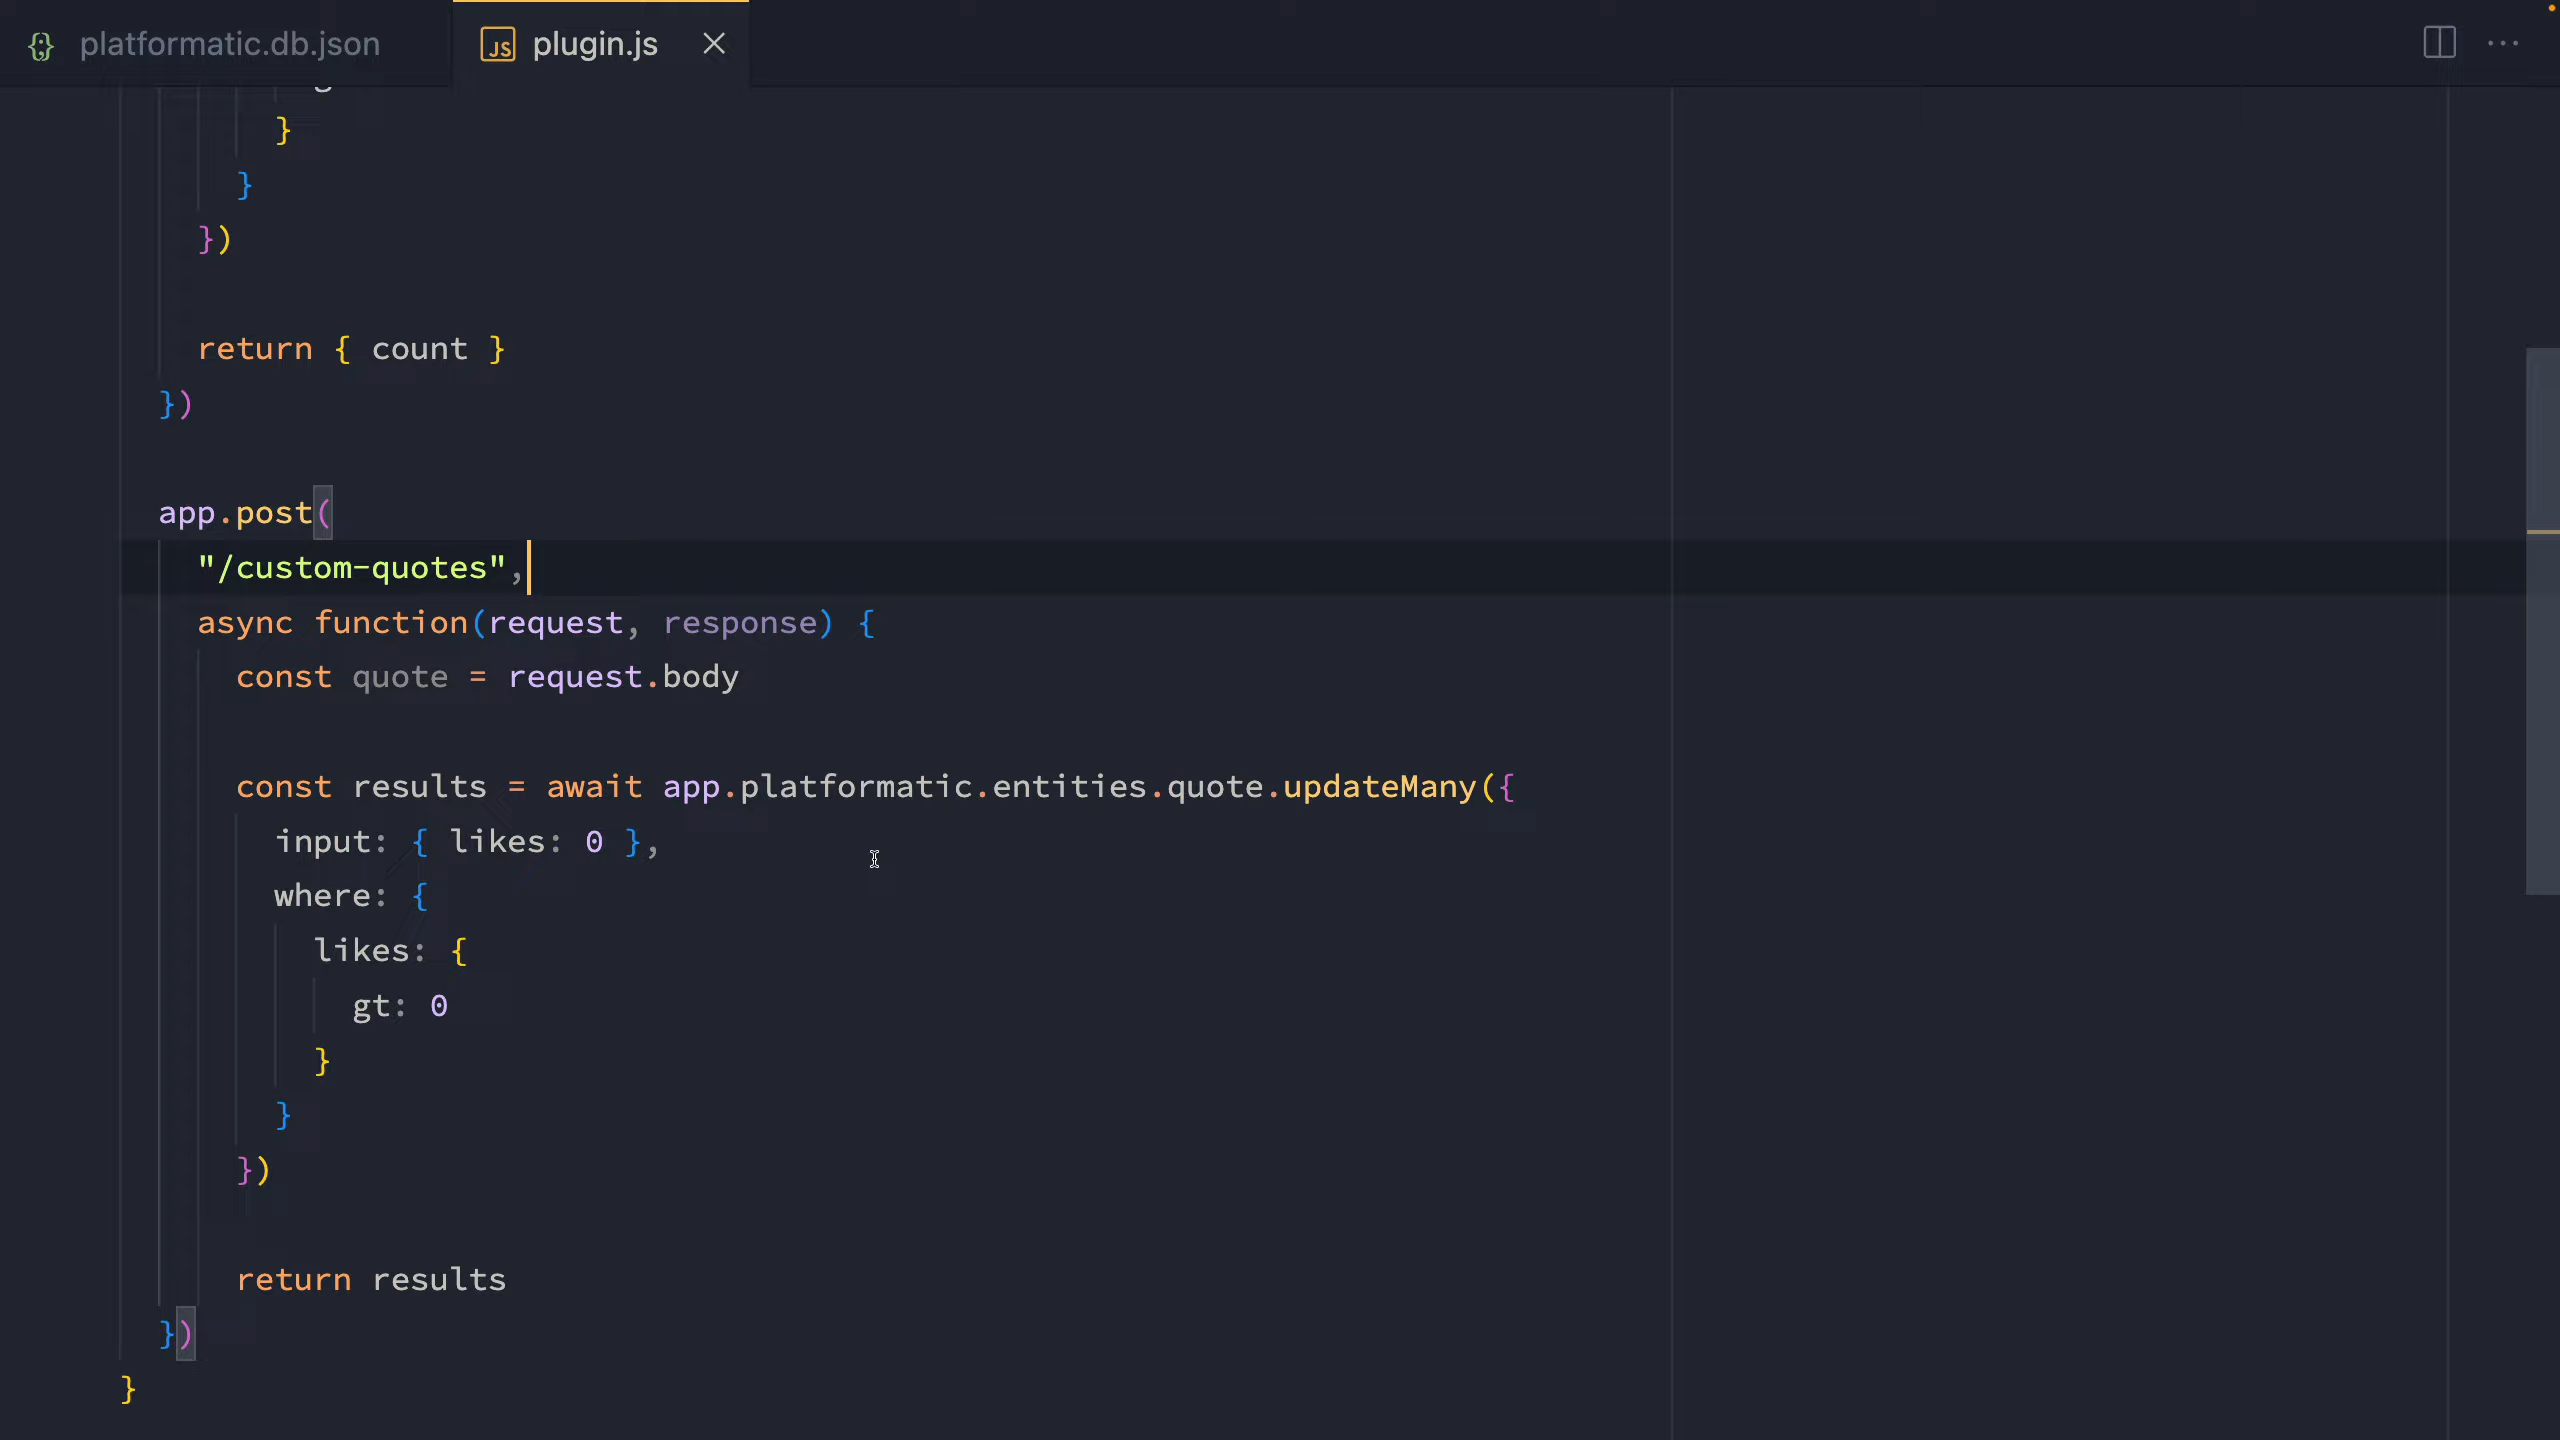 platformatic.db.json
JS plugin.js
}
}
})
return { count }
})
app.post(
"/custom-quotes",
async function(request, response) {
const quote = request.body
const results = await app.platformatic.entities.quote.updateMany({
input: { likes: 0 },
where: {
likes: {
gt: 0
}
}
})
return results
})
}